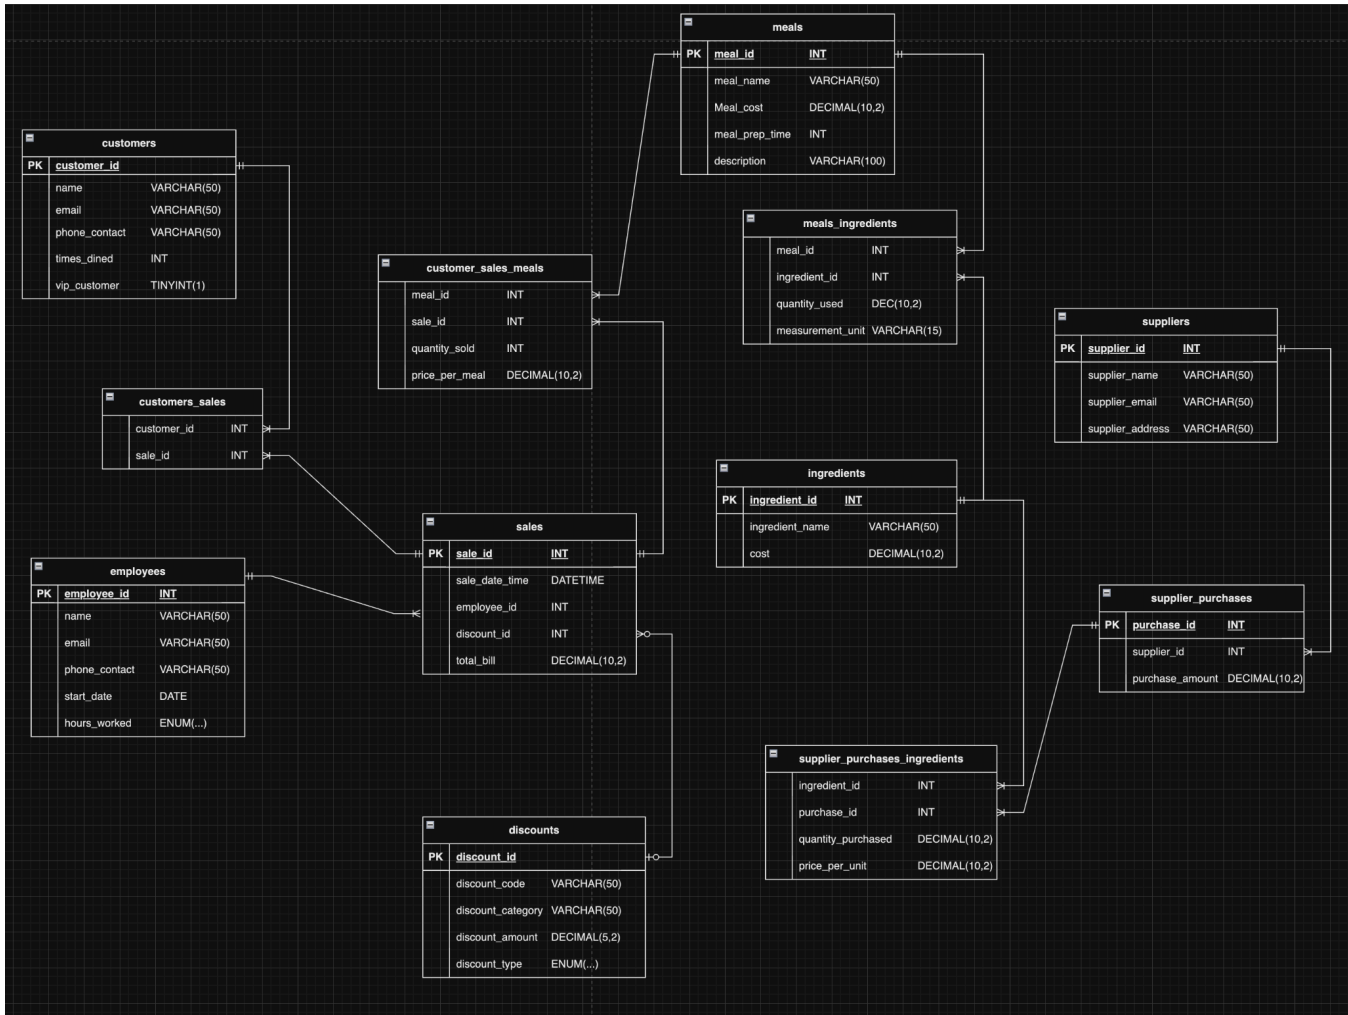 meals
PK meal_id INT
meal_name VARCHAR(50)
Meal_cost DECIMAL(10,2)
meal_prep_time INT
description VARCHAR(100)
customers
PK customer_id
name VARCHAR(50)
email VARCHAR(50)
phone_contact VARCHAR(50)
times_dined INT
vip_customer TINYINT(1)
meals_ingredients
meal_id INT
ingredient_id INT
quantity_used DEC(10,2)
measurement_unit VARCHAR(15)
customer_sales_meals
meal_id INT
sale_id INT
quantity_sold INT
price_per_meal DECIMAL(10,2)
suppliers
PK supplier_id INT
supplier_name VARCHAR(50)
supplier_email VARCHAR(50)
supplier_address VARCHAR(50)
customers_sales
customer_id INT
sale_id INT
ingredients
PK ingredient_id INT
ingredient_name VARCHAR(50)
cost DECIMAL(10,2)
sales
PK sale_id INT
sale_date_time DATETIME
employee_id INT
discount_id INT
total_bill DECIMAL(10,2)
employees
PK employee_id INT
name VARCHAR(50)
email VARCHAR(50)
phone_contact VARCHAR(50)
start_date DATE
hours_worked ENUM(...)
supplier_purchases
PK purchase_id INT
supplier_id INT
purchase_amount DECIMAL(10,2)
supplier_purchases_ingredients
ingredient_id INT
purchase_id INT
quantity_purchased DECIMAL(10,2)
price_per_unit DECIMAL(10,2)
discounts
PK discount_id
discount_code VARCHAR(50)
discount_category VARCHAR(50)
discount_amount DECIMAL(5,2)
discount_type ENUM(...)